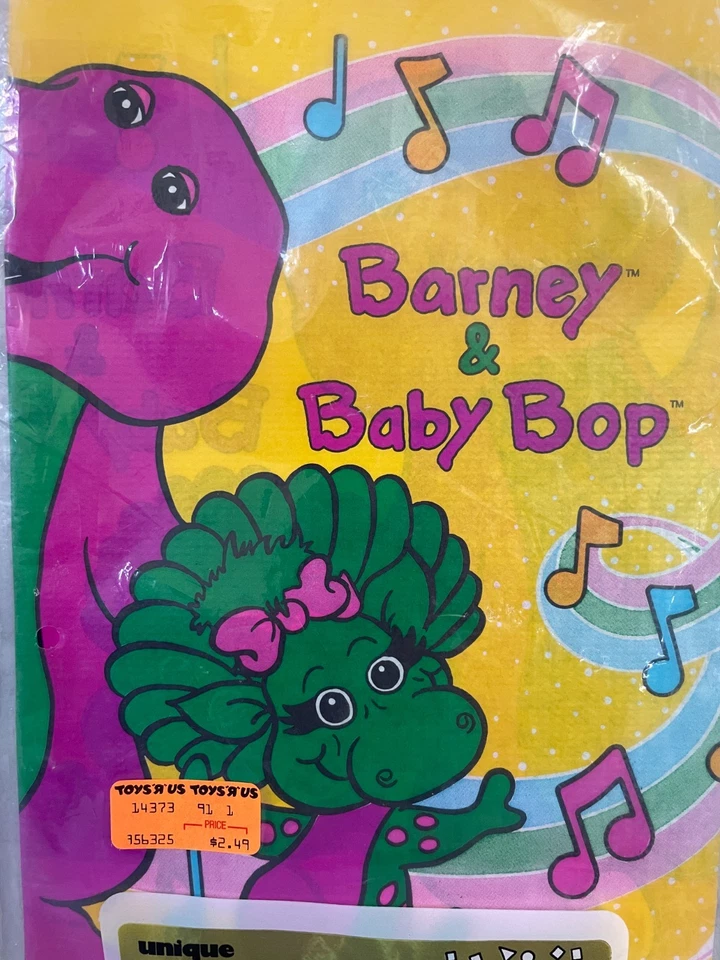 Barney™
&
Baby Bop™
TOYS"R"US TOYS"R"US
14373 91 1
PRICE
356325 $2.49
unique